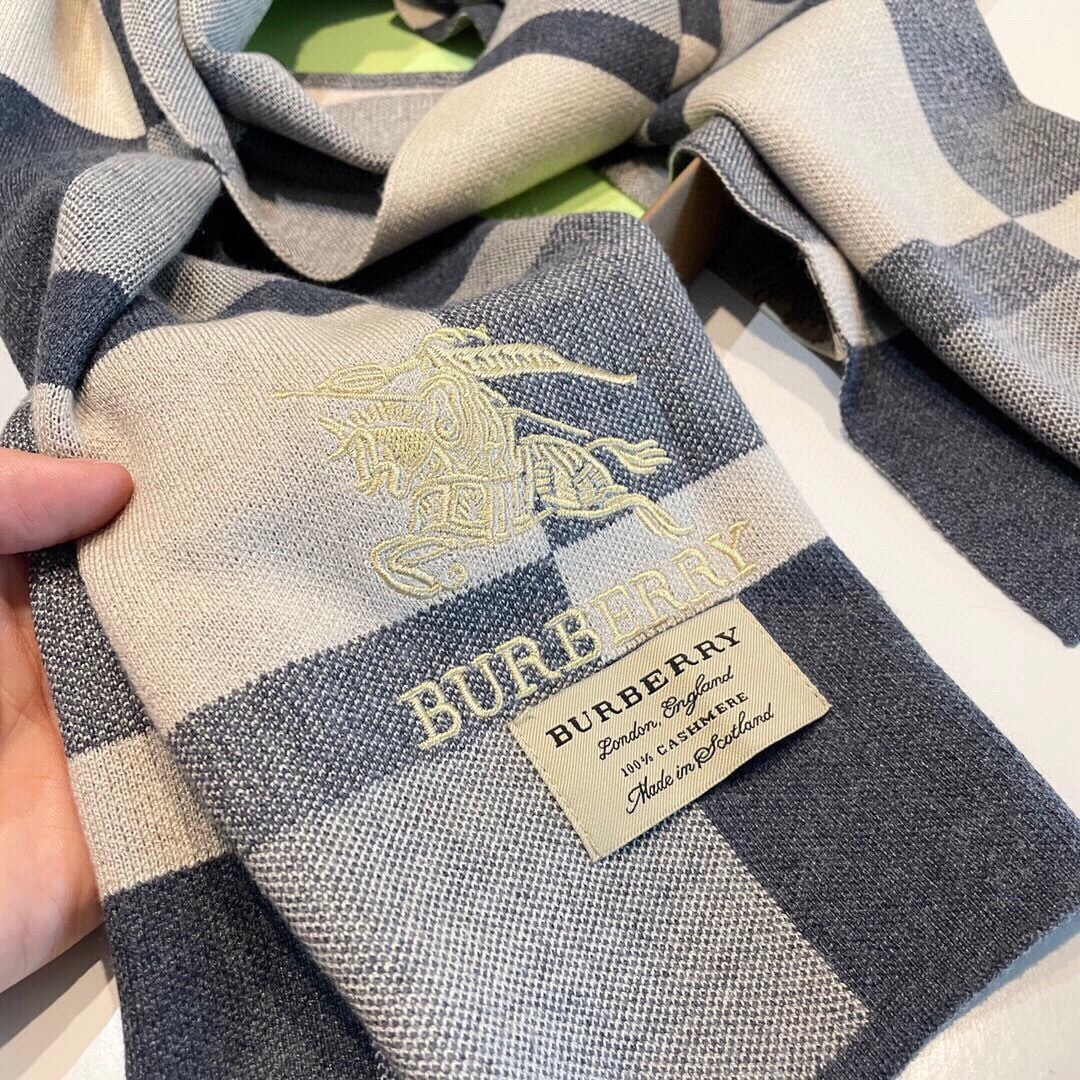 BURBERRY
BURBERRY
London, England
100% CASHMERE
Made in Scotland